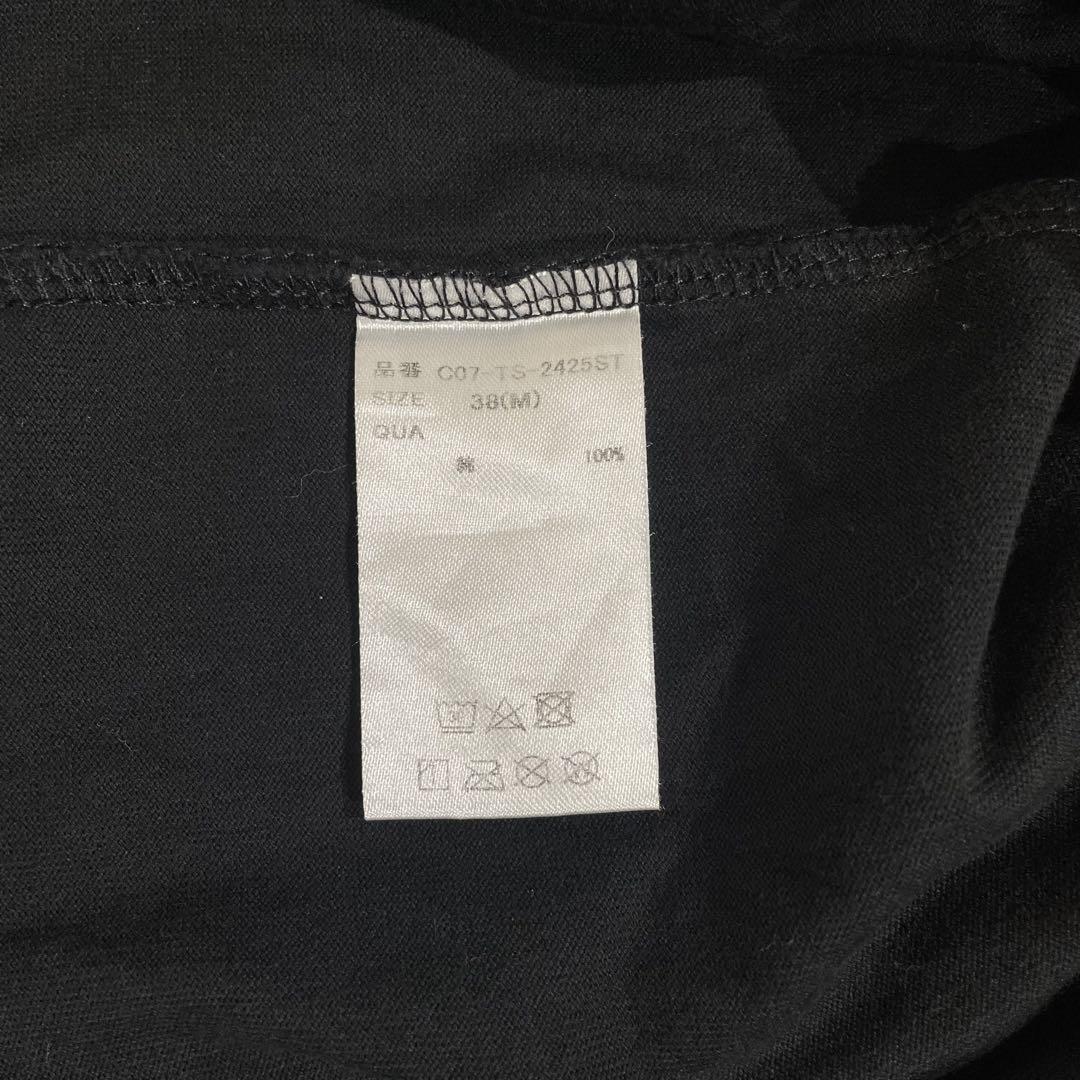 品番 C07-TS-2425ST
SIZE 38(M)
QUA
綿 100%